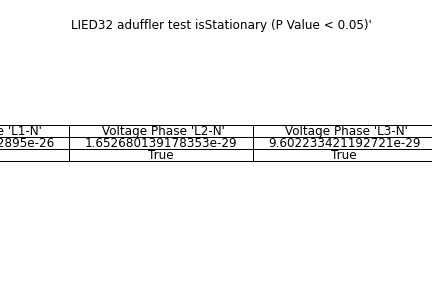 LIED32 aduffler test isStationary (P Value < 0.05)'
'L1-N' Voltage Phase 'L2-N' Voltage Phase 'L3-N'
2895e-26 1.652680139178353e-29 9.602233421192721e-29
True True